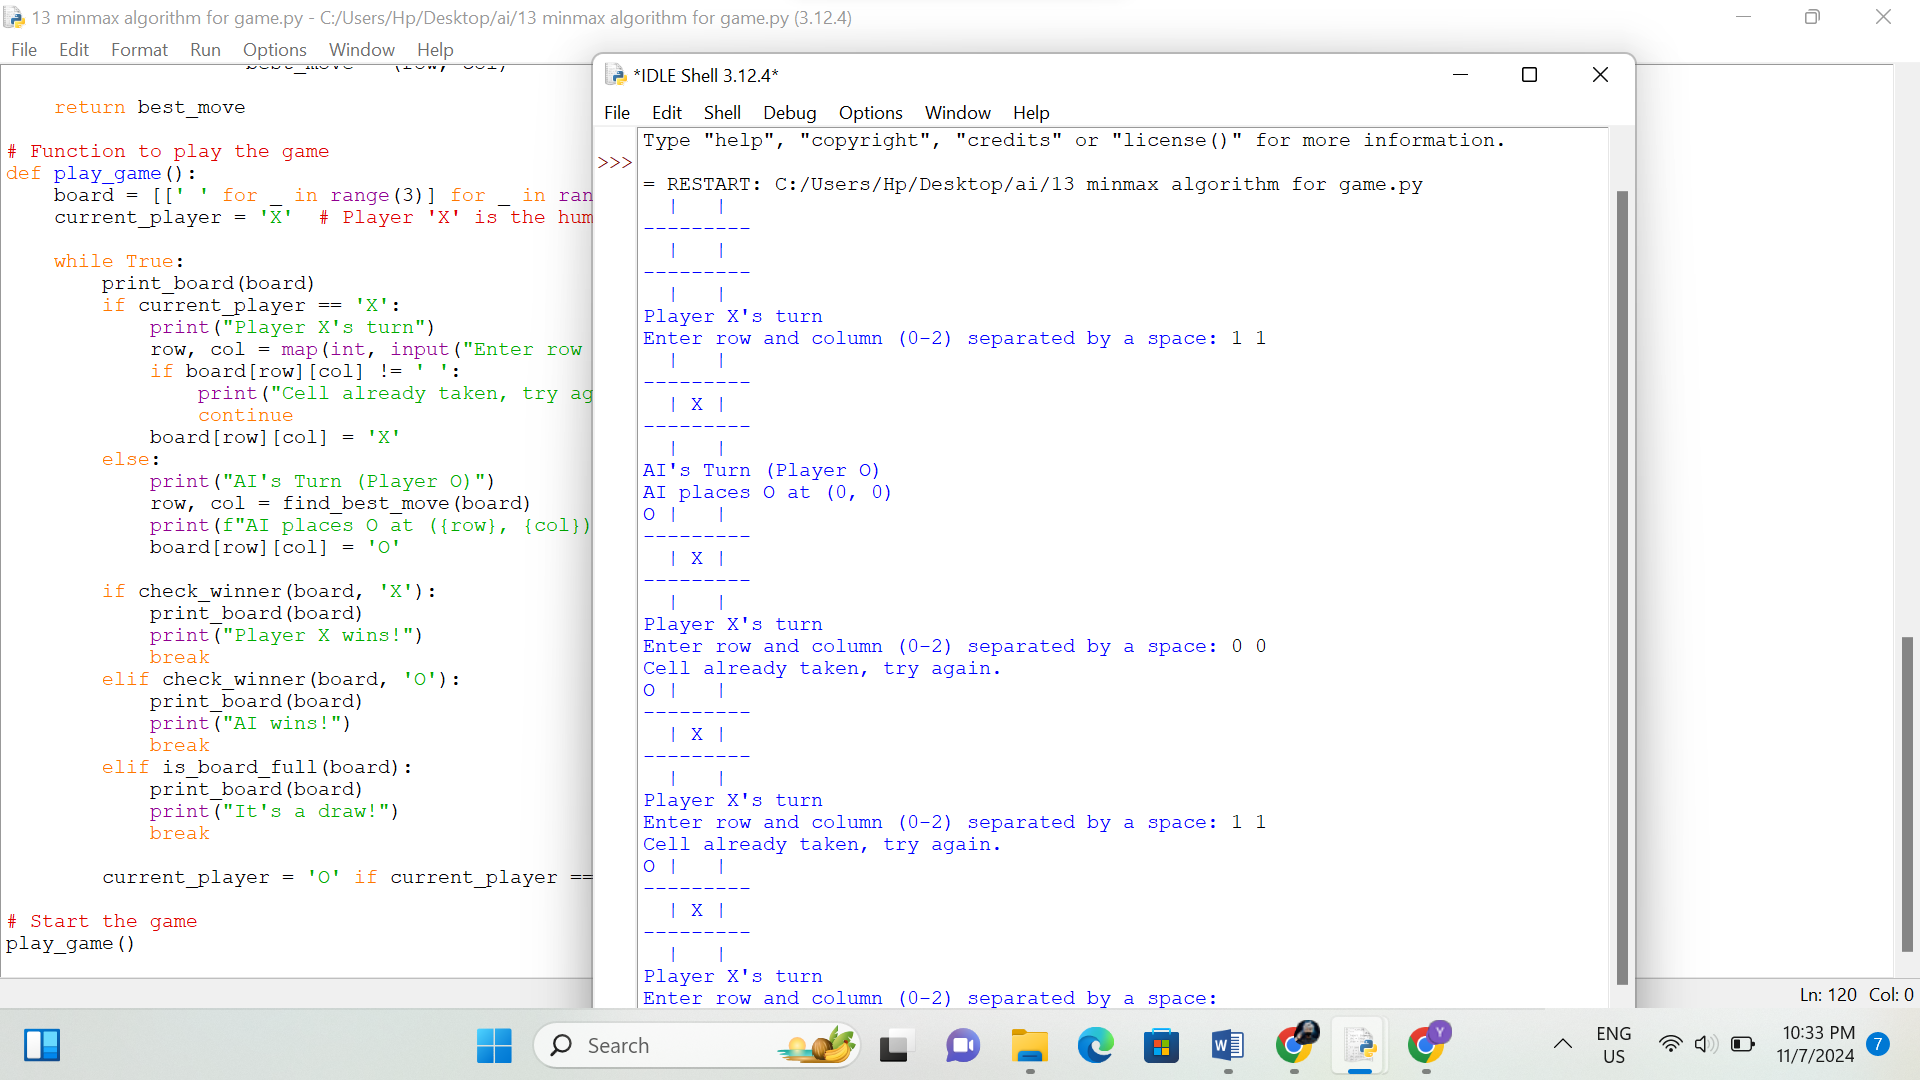 13 minmax algorithm for game.py - C:/Users/Hp/Desktop/ai/13 minmax algorithm for game.py (3.12.4)
File Edit Format Run Options Window Help
return best_move
# Function to play the game
def play_game():
board = [[' ' for _ in range(3)] for _ in ran
current_player = 'X'  # Player 'X' is the hum
while True:
print_board(board)
if current_player == 'X':
print("Player X's turn")
row, col = map(int, input("Enter row
if board[row][col] != ' ':
print("Cell already taken, try ag
continue
board[row][col] = 'X'
else:
print("AI's Turn (Player O)")
row, col = find_best_move(board)
print(f"AI places O at ({row}, {col})
board[row][col] = 'O'
if check_winner(board, 'X'):
print_board(board)
print("Player X wins!")
break
elif check_winner(board, 'O'):
print_board(board)
print("AI wins!")
break
elif is_board_full(board):
print_board(board)
print("It's a draw!")
break
current_player = 'O' if current_player ==
# Start the game
play_game()
*IDLE Shell 3.12.4*
File Edit Shell Debug Options Window Help
Type "help", "copyright", "credits" or "license()" for more information.
>>>
= RESTART: C:/Users/Hp/Desktop/ai/13 minmax algorithm for game.py
  |   |
---------
  |   |
---------
  |   |
Player X's turn
Enter row and column (0-2) separated by a space: 1 1
  |   |
---------
  | X |
---------
  |   |
AI's Turn (Player O)
AI places O at (0, 0)
O |   |
---------
  | X |
---------
  |   |
Player X's turn
Enter row and column (0-2) separated by a space: 0 0
Cell already taken, try again.
O |   |
---------
  | X |
---------
  |   |
Player X's turn
Enter row and column (0-2) separated by a space: 1 1
Cell already taken, try again.
O |   |
---------
  | X |
---------
  |   |
Player X's turn
Enter row and column (0-2) separated by a space:
Ln: 120 Col: 0
Search
Y
ENG
US
10:33 PM
11/7/2024
7